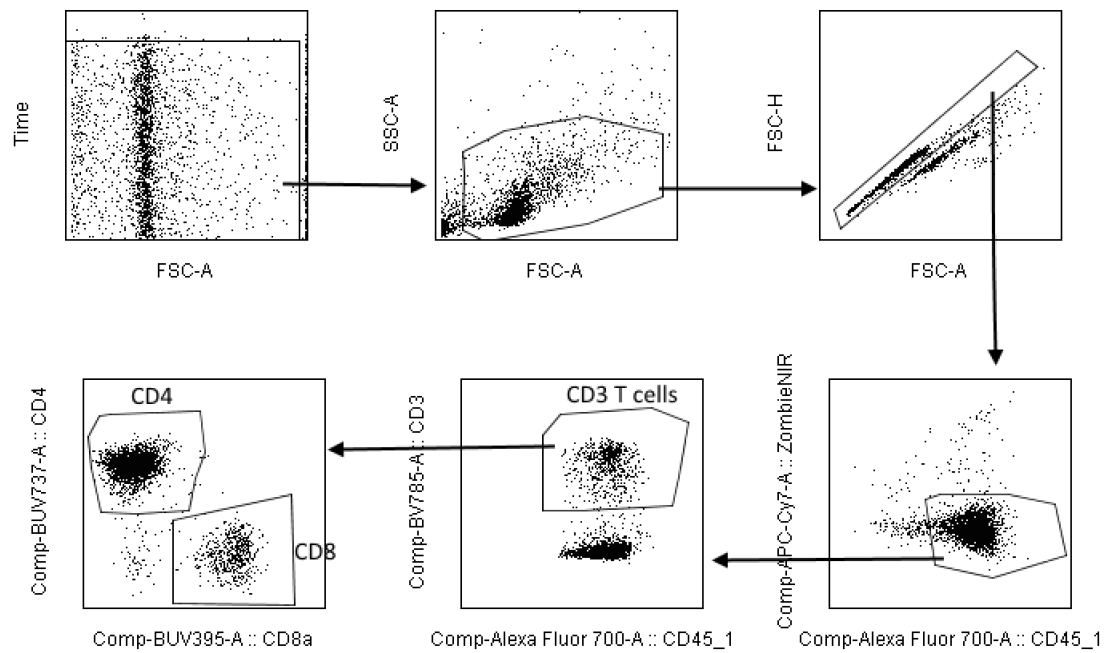 Time
FSC-A
SSC-A
FSC-A
FSC-H
FSC-A
Comp-BUV737-A :: CD4
CD4
CD8
Comp-BUV395-A :: CD8a
Comp-BV785-A :: CD3
CD3 T cells
Comp-Alexa Fluor 700-A :: CD45_1
Comp-APC-Cy7-A :: ZombieNIR
Comp-Alexa Fluor 700-A :: CD45_1